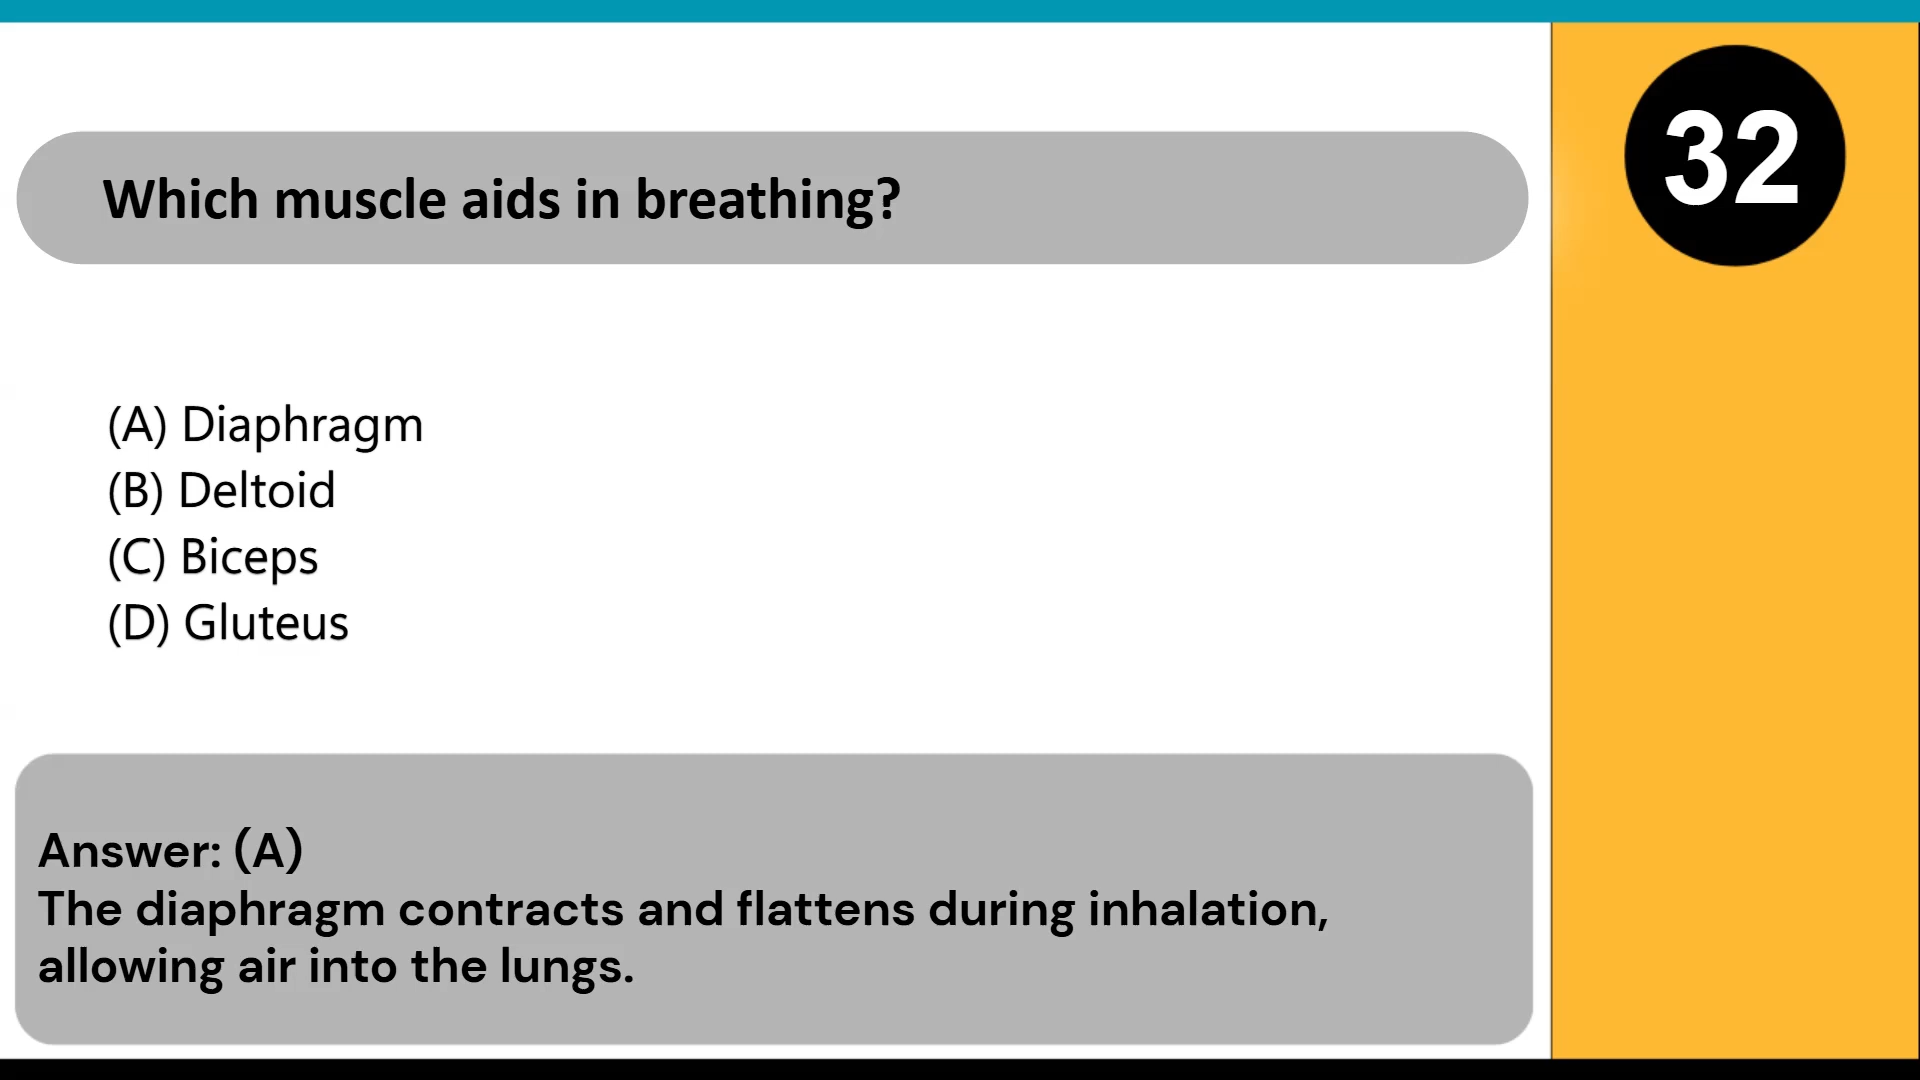 32
Which muscle aids in breathing?
(A) Diaphragm
(B) Deltoid
(C) Biceps
(D) Gluteus
Answer: (A)
The diaphragm contracts and flattens during inhalation,
allowing air into the lungs.